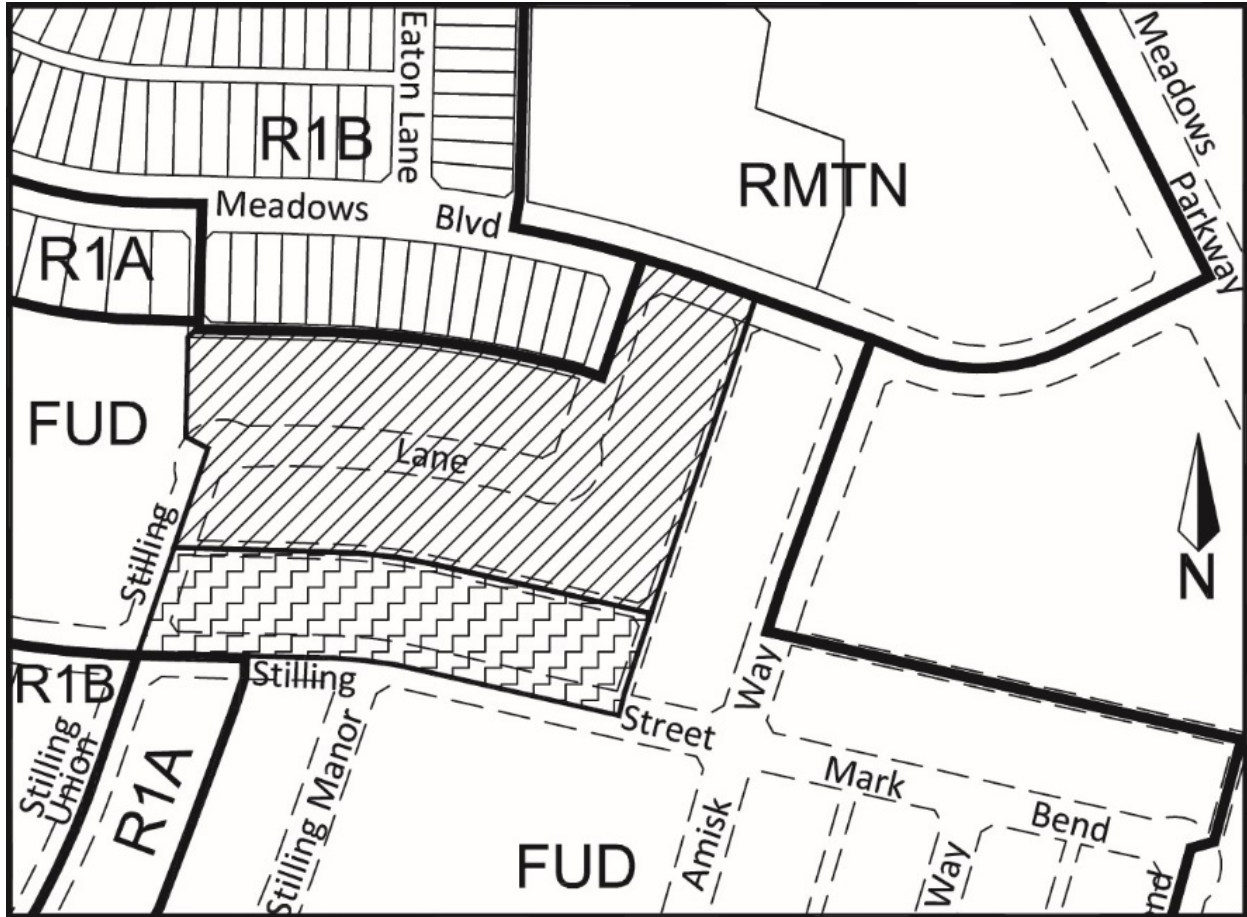 Eaton Lane
Meadows
R1B
RMTN
Parkway
Meadows
Blvd
R1A
FUD
Lane
Stilling
N
R1B
Stilling
Way
Street
Stilling
Union
R1A
Stilling Manor
Mark
Bend
FUD
Amisk
Way
nd